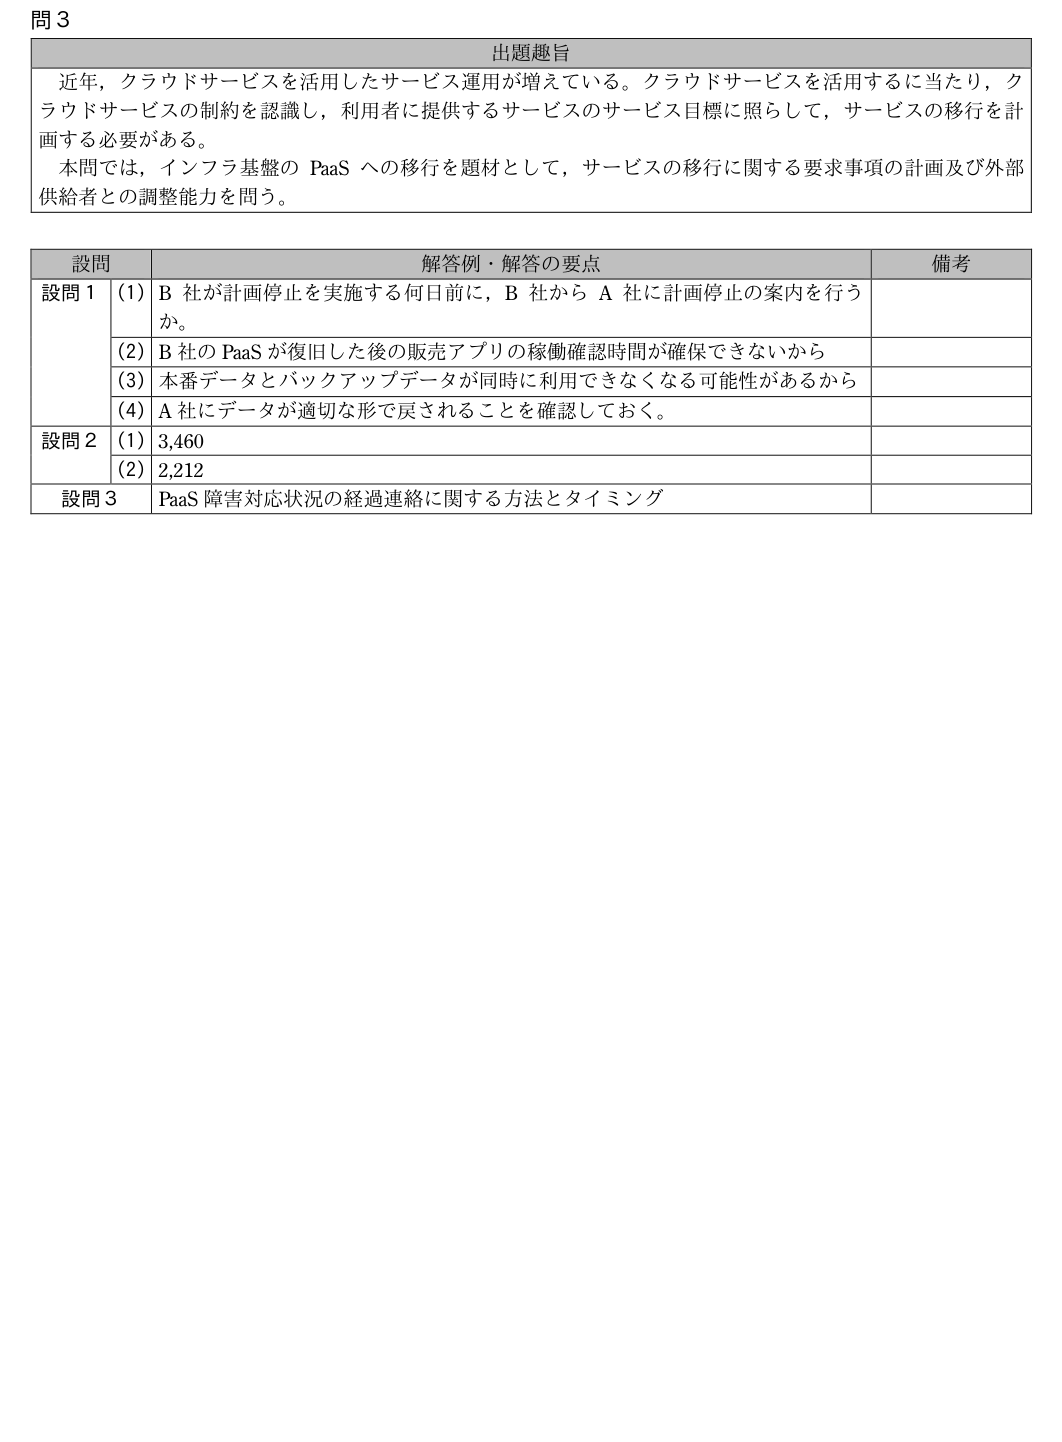 問3
出題趣旨
近年，クラウドサービスを活用したサービス運用が増えている。クラウドサービスを活用するに当たり，ク
ラウドサービスの制約を認識し，利用者に提供するサービスのサービス目標に照らして，サービスの移行を計
画する必要がある。
本問では，インフラ基盤の PaaS への移行を題材として，サービスの移行に関する要求事項の計画及び外部
供給者との調整能力を問う。
設問 解答例・解答の要点 備考
設問1 (1) B 社が計画停止を実施する何日前に，B 社から A 社に計画停止の案内を行う
か。
(2) B 社の PaaS が復旧した後の販売アプリの稼働確認時間が確保できないから
(3) 本番データとバックアップデータが同時に利用できなくなる可能性があるから
(4) A 社にデータが適切な形で戻されることを確認しておく。
設問2 (1) 3,460
(2) 2,212
設問3 PaaS 障害対応状況の経過連絡に関する方法とタイミング